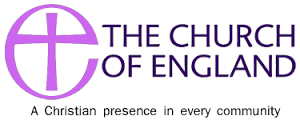 THE CHURCH
OF ENGLAND
A Christian presence in every community